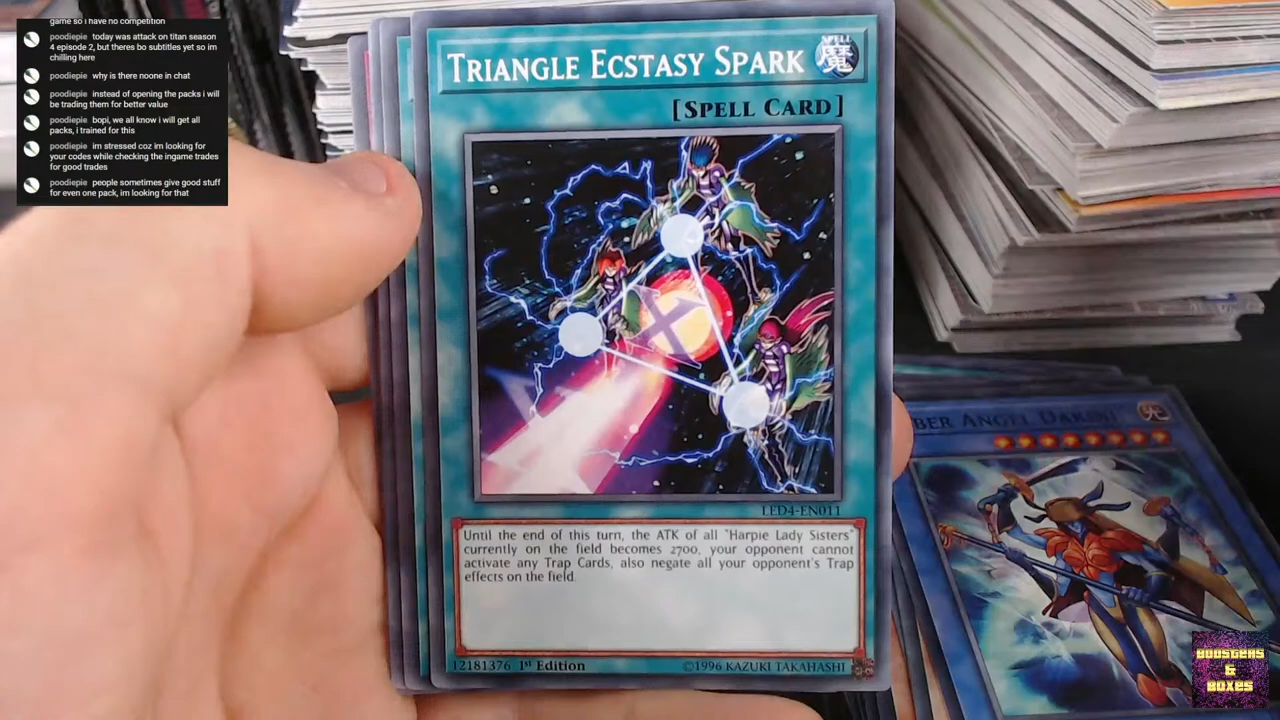 game so i have no competition
poodiepie today was attack on titan season
4 episode 2, but theres bo subtitles yet so im
chilling here
poodiepie why is there noone in chat
poodiepie instead of opening the packs i will
be trading them for better value
poodiepie bopi, we all know i will get all
packs, i trained for this
poodiepie im stressed coz im looking for
your codes while checking the ingame trades
for good trades
poodiepie people sometimes give good stuff
for even one pack, im looking for that
TRIANGLE ECSTASY SPARK
SPELL
魔
[SPELL CARD]
LED4-EN011
Until the end of this turn, the ATK of all "Harpie Lady Sisters"
currently on the field becomes 2700, your opponent cannot
activate any Trap Cards, also negate all your opponent's Trap
effects on the field.
12181376 1st Edition ©1996 KAZUKI TAKAHASHI
BER ANGEL DAKINI
BOOSTERS
&
BOXES